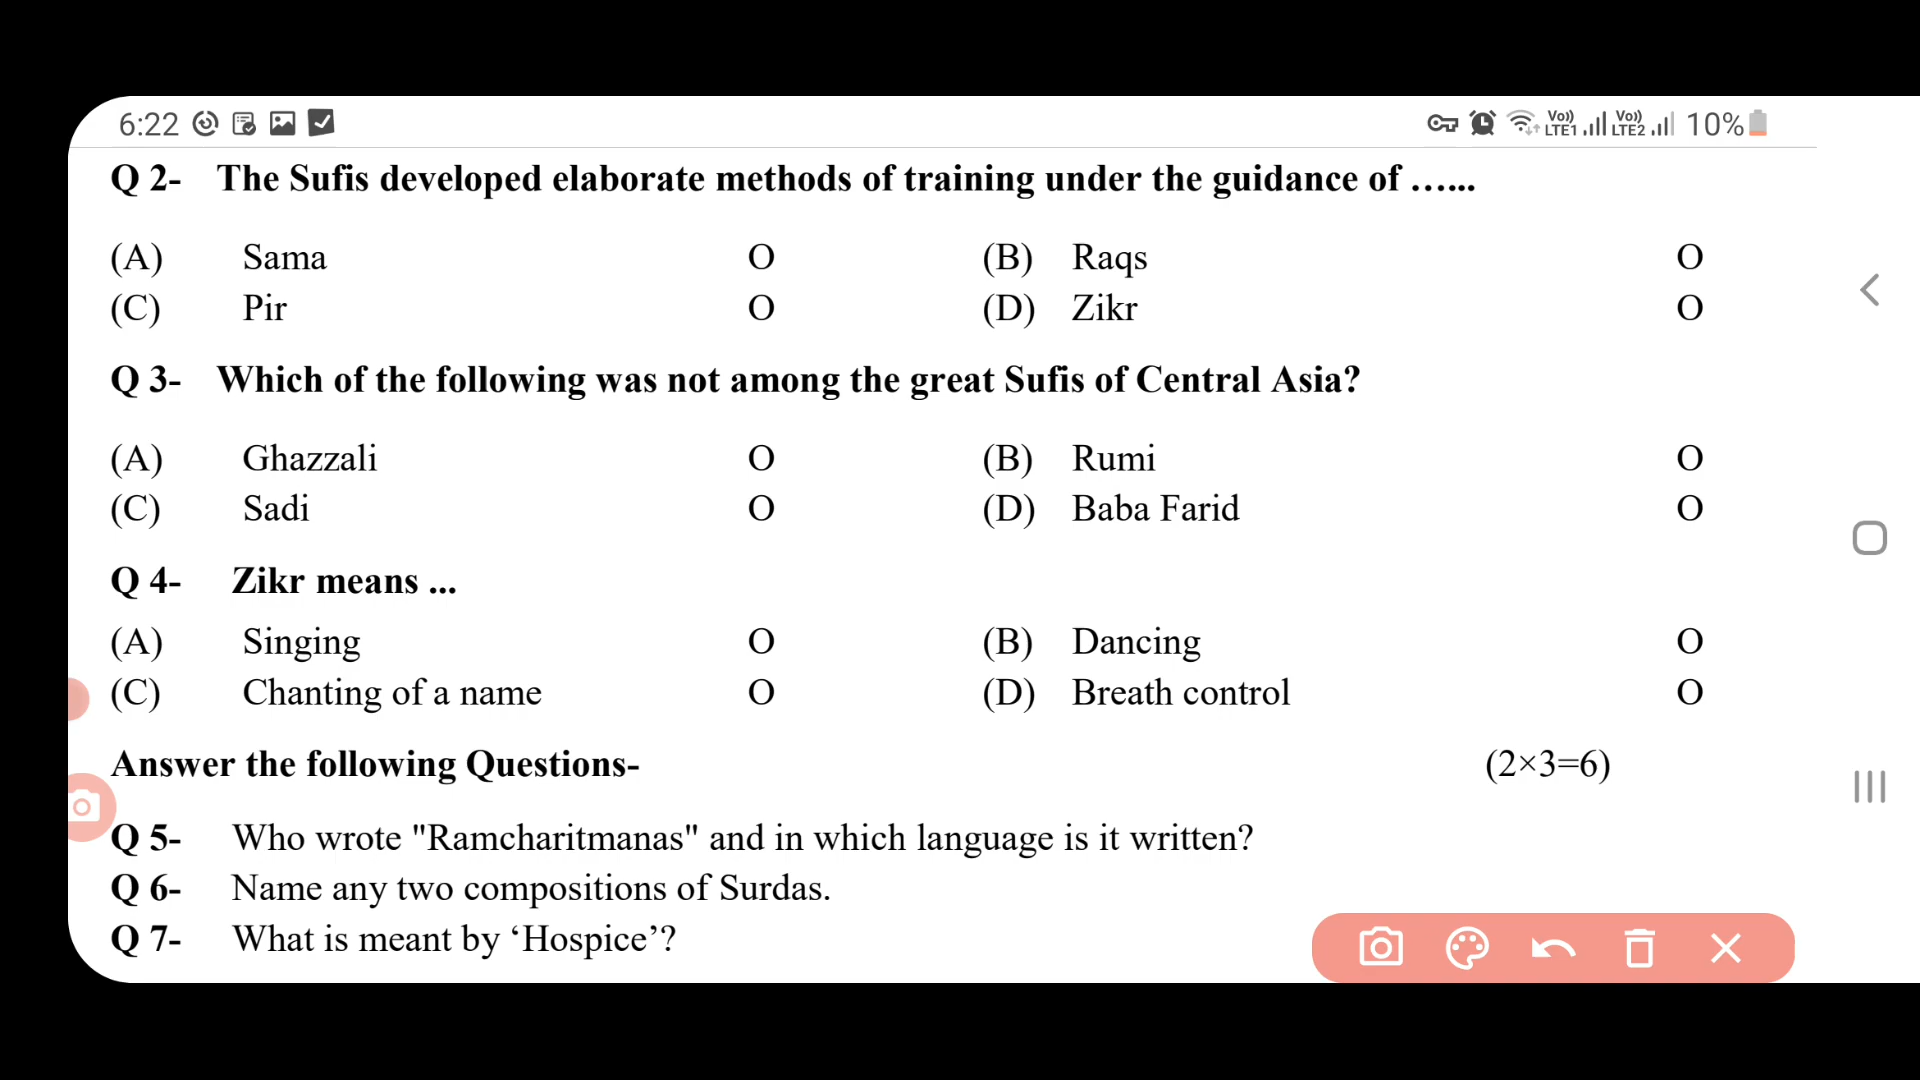 6:22 Vo)) LTE1 Vo)) LTE2 10%
Q 2- The Sufis developed elaborate methods of training under the guidance of …...
(A) Sama O (B) Raqs O
(C) Pir O (D) Zikr O
Q 3- Which of the following was not among the great Sufis of Central Asia?
(A) Ghazzali O (B) Rumi O
(C) Sadi O (D) Baba Farid O
Q 4- Zikr means ...
(A) Singing O (B) Dancing O
(C) Chanting of a name O (D) Breath control O
Answer the following Questions- (2×3=6)
Q 5- Who wrote "Ramcharitmanas" and in which language is it written?
Q 6- Name any two compositions of Surdas.
Q 7- What is meant by ‘Hospice’?